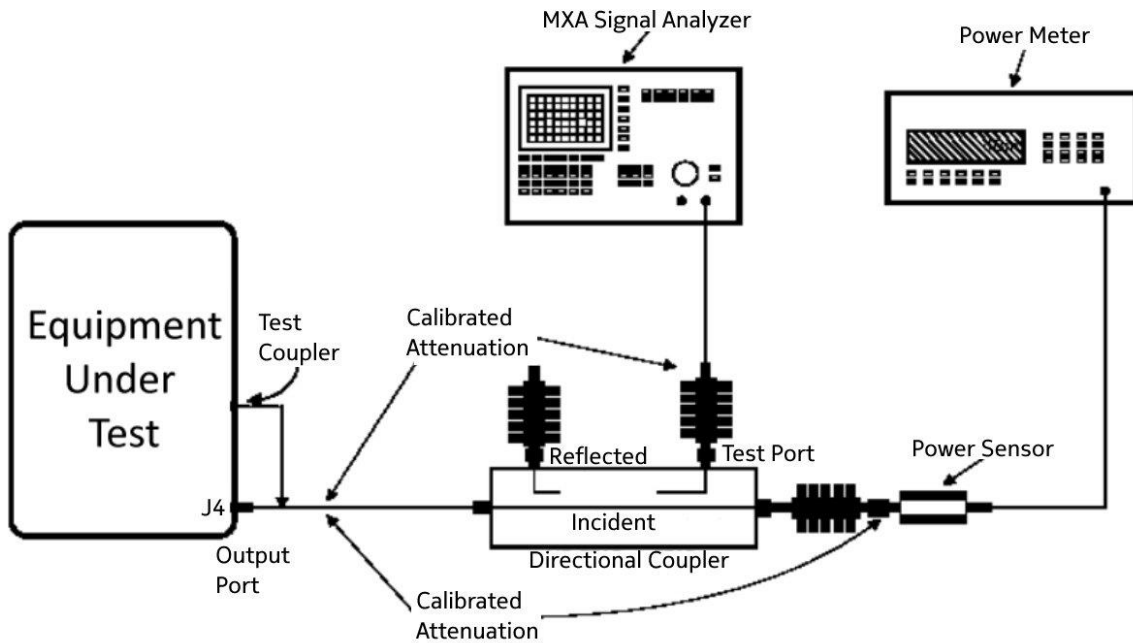 MXA Signal Analyzer
Power Meter
Equipment
Under
Test
Test
Coupler
Calibrated
Attenuation
Reflected
Test Port
Power Sensor
J4
Incident
Output
Port
Directional Coupler
Calibrated
Attenuation